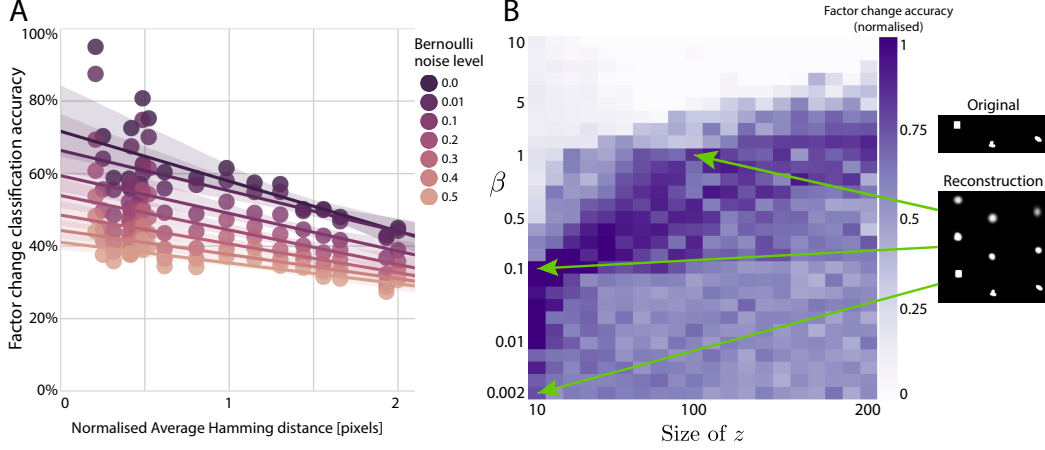 A
Factor change classification accuracy
100%
80%
60%
40%
20%
0%
0
1
2
Normalised Average Hamming distance [pixels]
Bernoulli
noise level
0.0
0.01
0.1
0.2
0.3
0.4
0.5
B
β
10
5
1
0.5
0.1
0.01
0.002
10
100
200
Size of z
Factor change accuracy
(normalised)
1
0.75
0.5
0.25
0
Original
Reconstruction